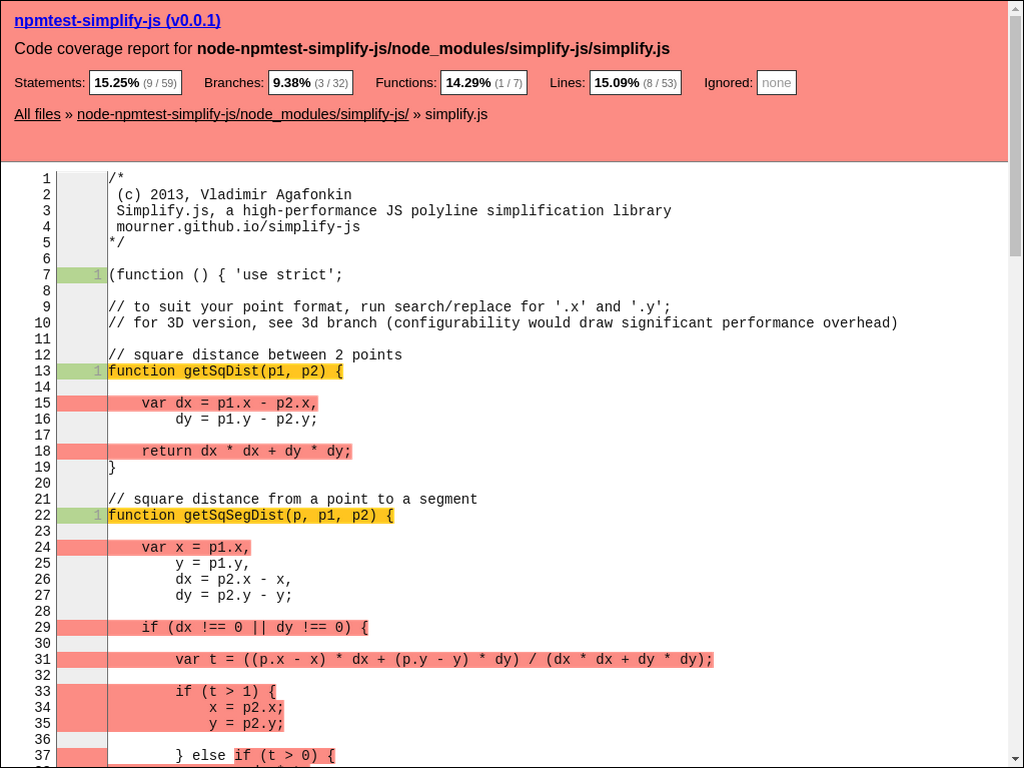 npmtest-simplify-js (v0.0.1)
Code coverage report for node-npmtest-simplify-js/node_modules/simplify-js/simplify.js
Statements: 15.25% (9 / 59) Branches: 9.38% (3 / 32) Functions: 14.29% (1 / 7) Lines: 15.09% (8 / 53) Ignored: none
All files » node-npmtest-simplify-js/node_modules/simplify-js/ » simplify.js
1 /*
2 (c) 2013, Vladimir Agafonkin
3 Simplify.js, a high-performance JS polyline simplification library
4 mourner.github.io/simplify-js
5 */
6
7 1 (function () { 'use strict';
8
9 // to suit your point format, run search/replace for '.x' and '.y';
10 // for 3D version, see 3d branch (configurability would draw significant performance overhead)
11
12 // square distance between 2 points
13 1 function getSqDist(p1, p2) {
14
15     var dx = p1.x - p2.x,
16         dy = p1.y - p2.y;
17
18     return dx * dx + dy * dy;
19 }
20
21 // square distance from a point to a segment
22 1 function getSqSegDist(p, p1, p2) {
23
24     var x = p1.x,
25         y = p1.y,
26         dx = p2.x - x,
27         dy = p2.y - y;
28
29     if (dx !== 0 || dy !== 0) {
30
31         var t = ((p.x - x) * dx + (p.y - y) * dy) / (dx * dx + dy * dy);
32
33         if (t > 1) {
34             x = p2.x;
35             y = p2.y;
36
37         } else if (t > 0) {